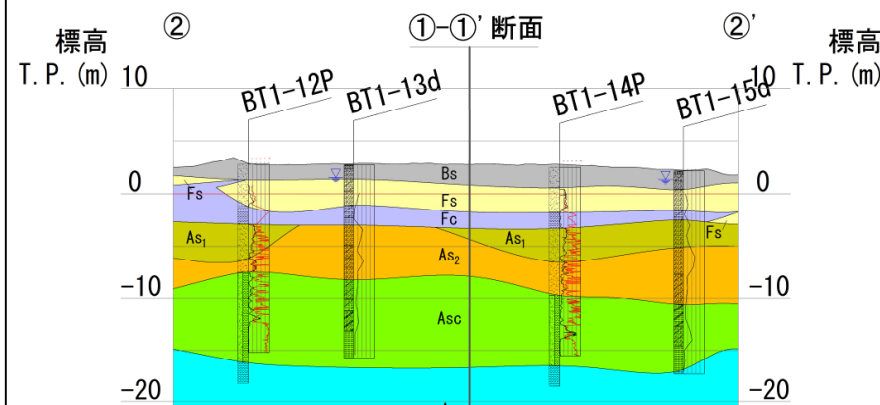 ② ①-①' 断面 ②'
標高 標高
T.P.(m) 10 10 T.P.(m)
BT1-12P BT1-13d BT1-14P BT1-15d
Bs
0 0
Fs Fs
Fc
As₁ As₁ Fs
As₂
-10 -10
Asc
-20 -20